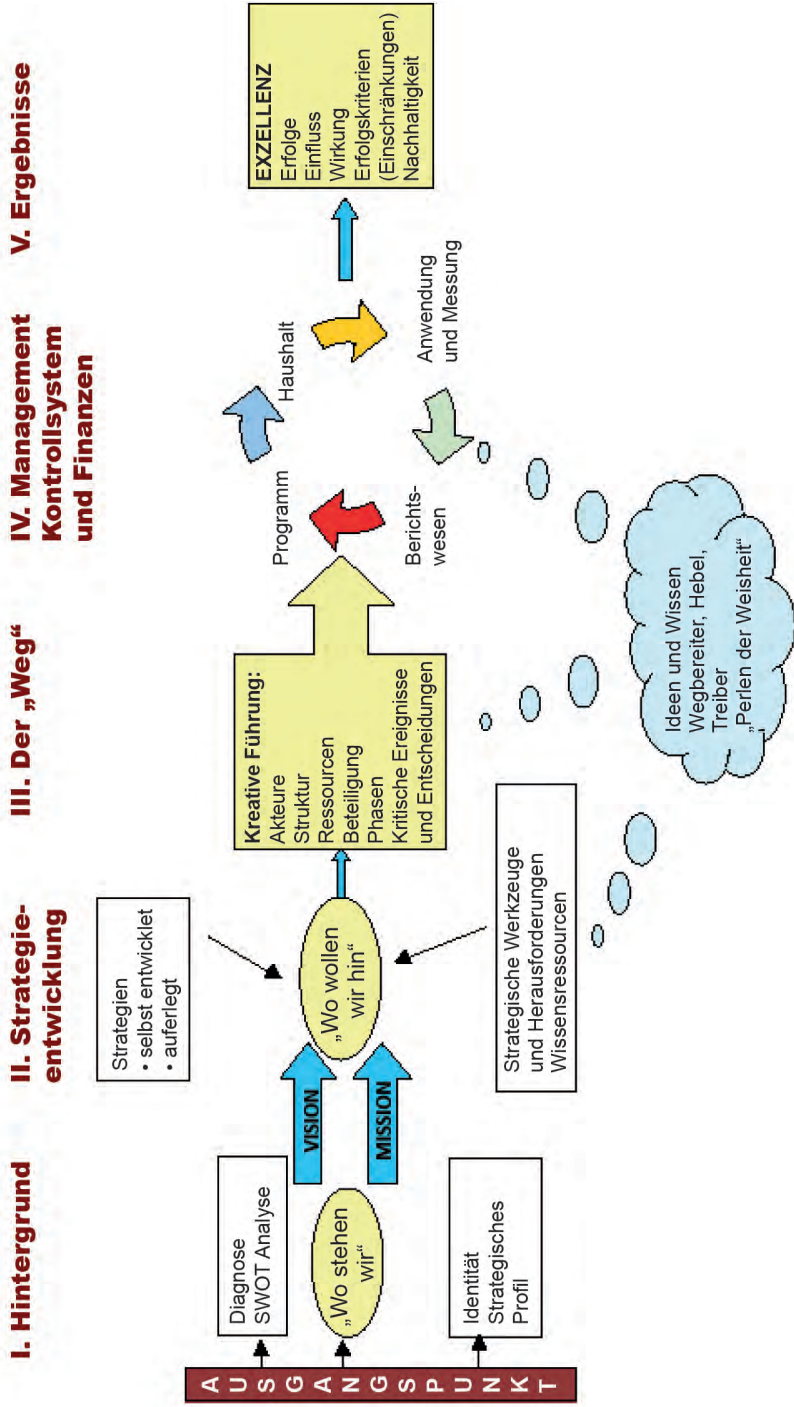 I. Hintergrund
II. Strategie-
entwicklung
III. Der „Weg“
IV. Management
Kontrollsystem
und Finanzen
V. Ergebnisse
AUSGANGSPUNKT
Diagnose
SWOT Analyse
„Wo stehen
wir“
Identität
Strategisches
Profil
VISION
MISSION
Strategien
• selbst entwicklet
• auferlegt
„Wo wollen
wir hin“
Strategische Werkzeuge
und Herausforderungen
Wissensressourcen
Kreative Führung:
Akteure
Struktur
Ressourcen
Beteiligung
Phasen
Kritische Ereignisse
und Entscheidungen
Programm
Haushalt
Berichts-
wesen
Anwendung
und Messung
EXZELLENZ
Erfolge
Einfluss
Wirkung
Erfolgskriterien
(Einschränkungen)
Nachhaltigkeit
Ideen und Wissen
Wegbereiter, Hebel,
Treiber
„Perlen der Weisheit“